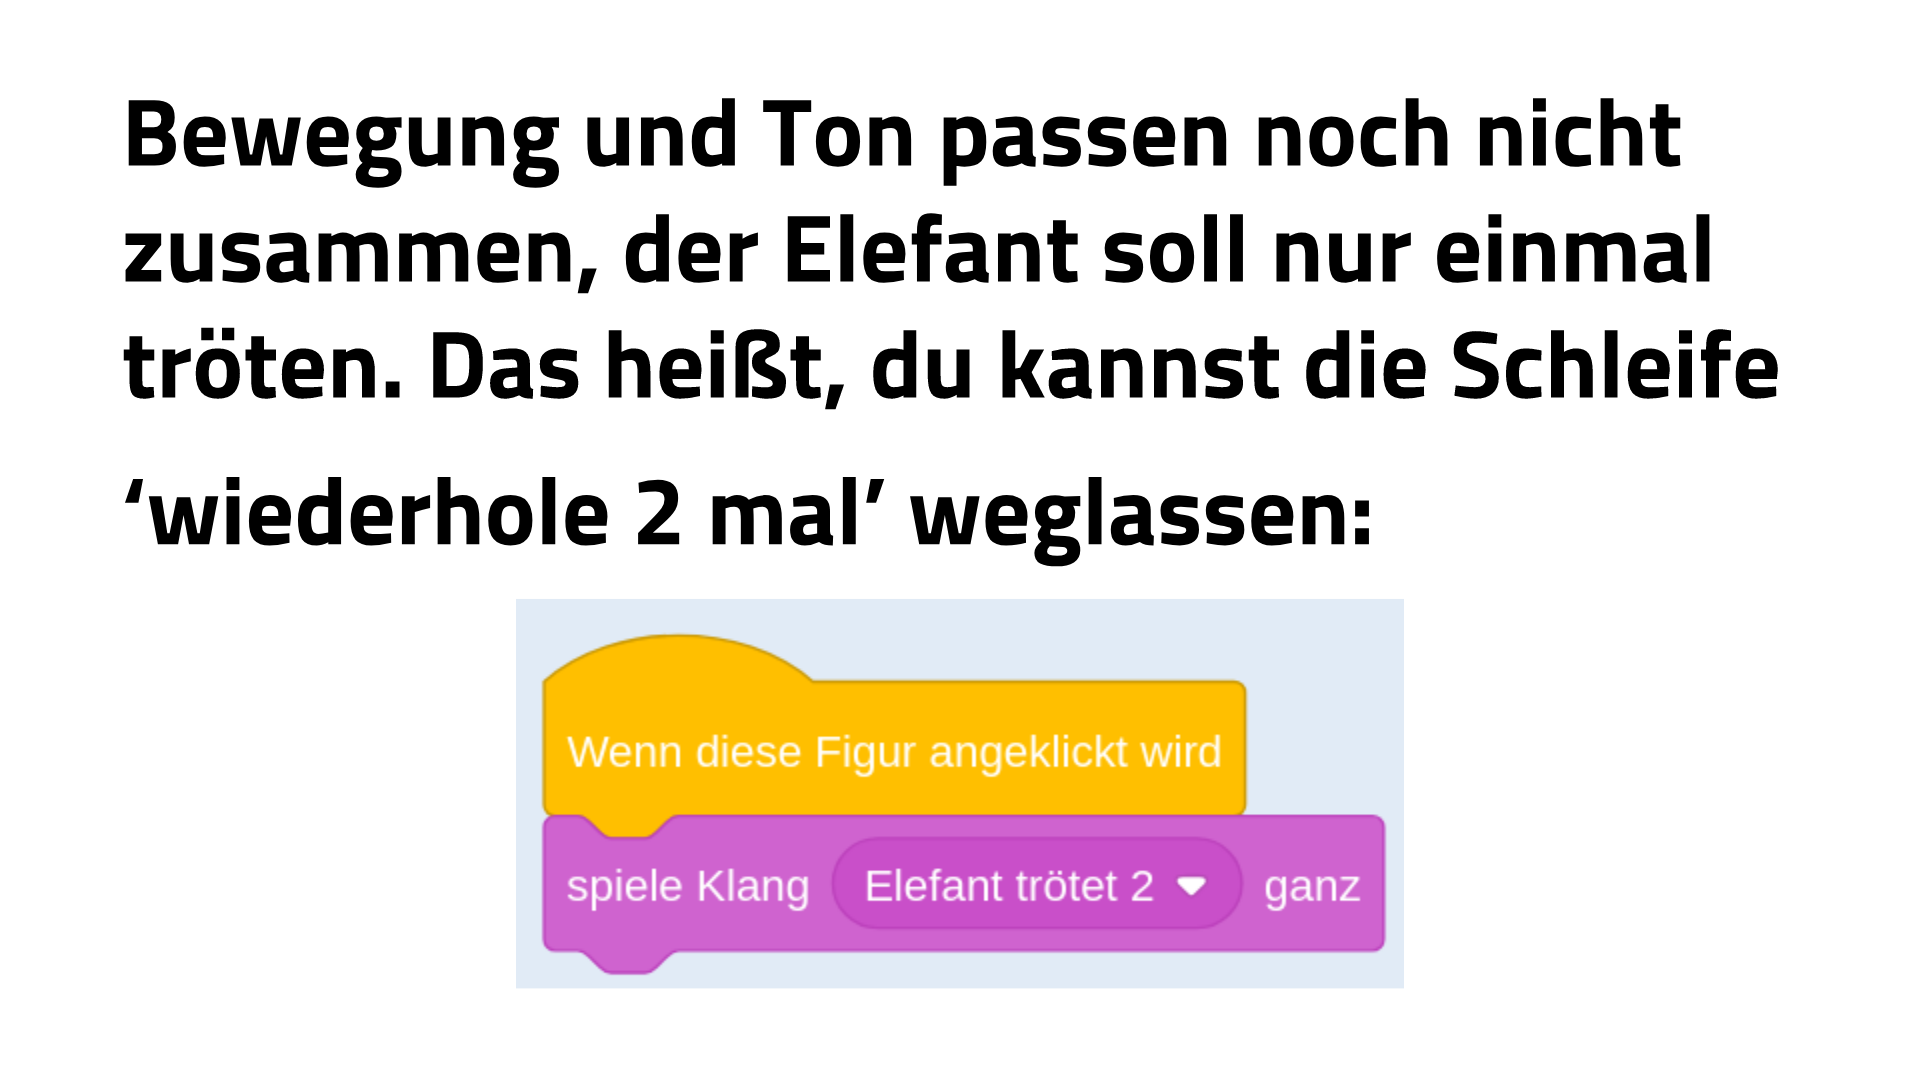 Bewegung und Ton passen noch nicht
zusammen, der Elefant soll nur einmal
tröten. Das heißt, du kannst die Schleife
‘wiederhole 2 mal’ weglassen:
Wenn diese Figur angeklickt wird
spiele Klang Elefant trötet 2 ganz